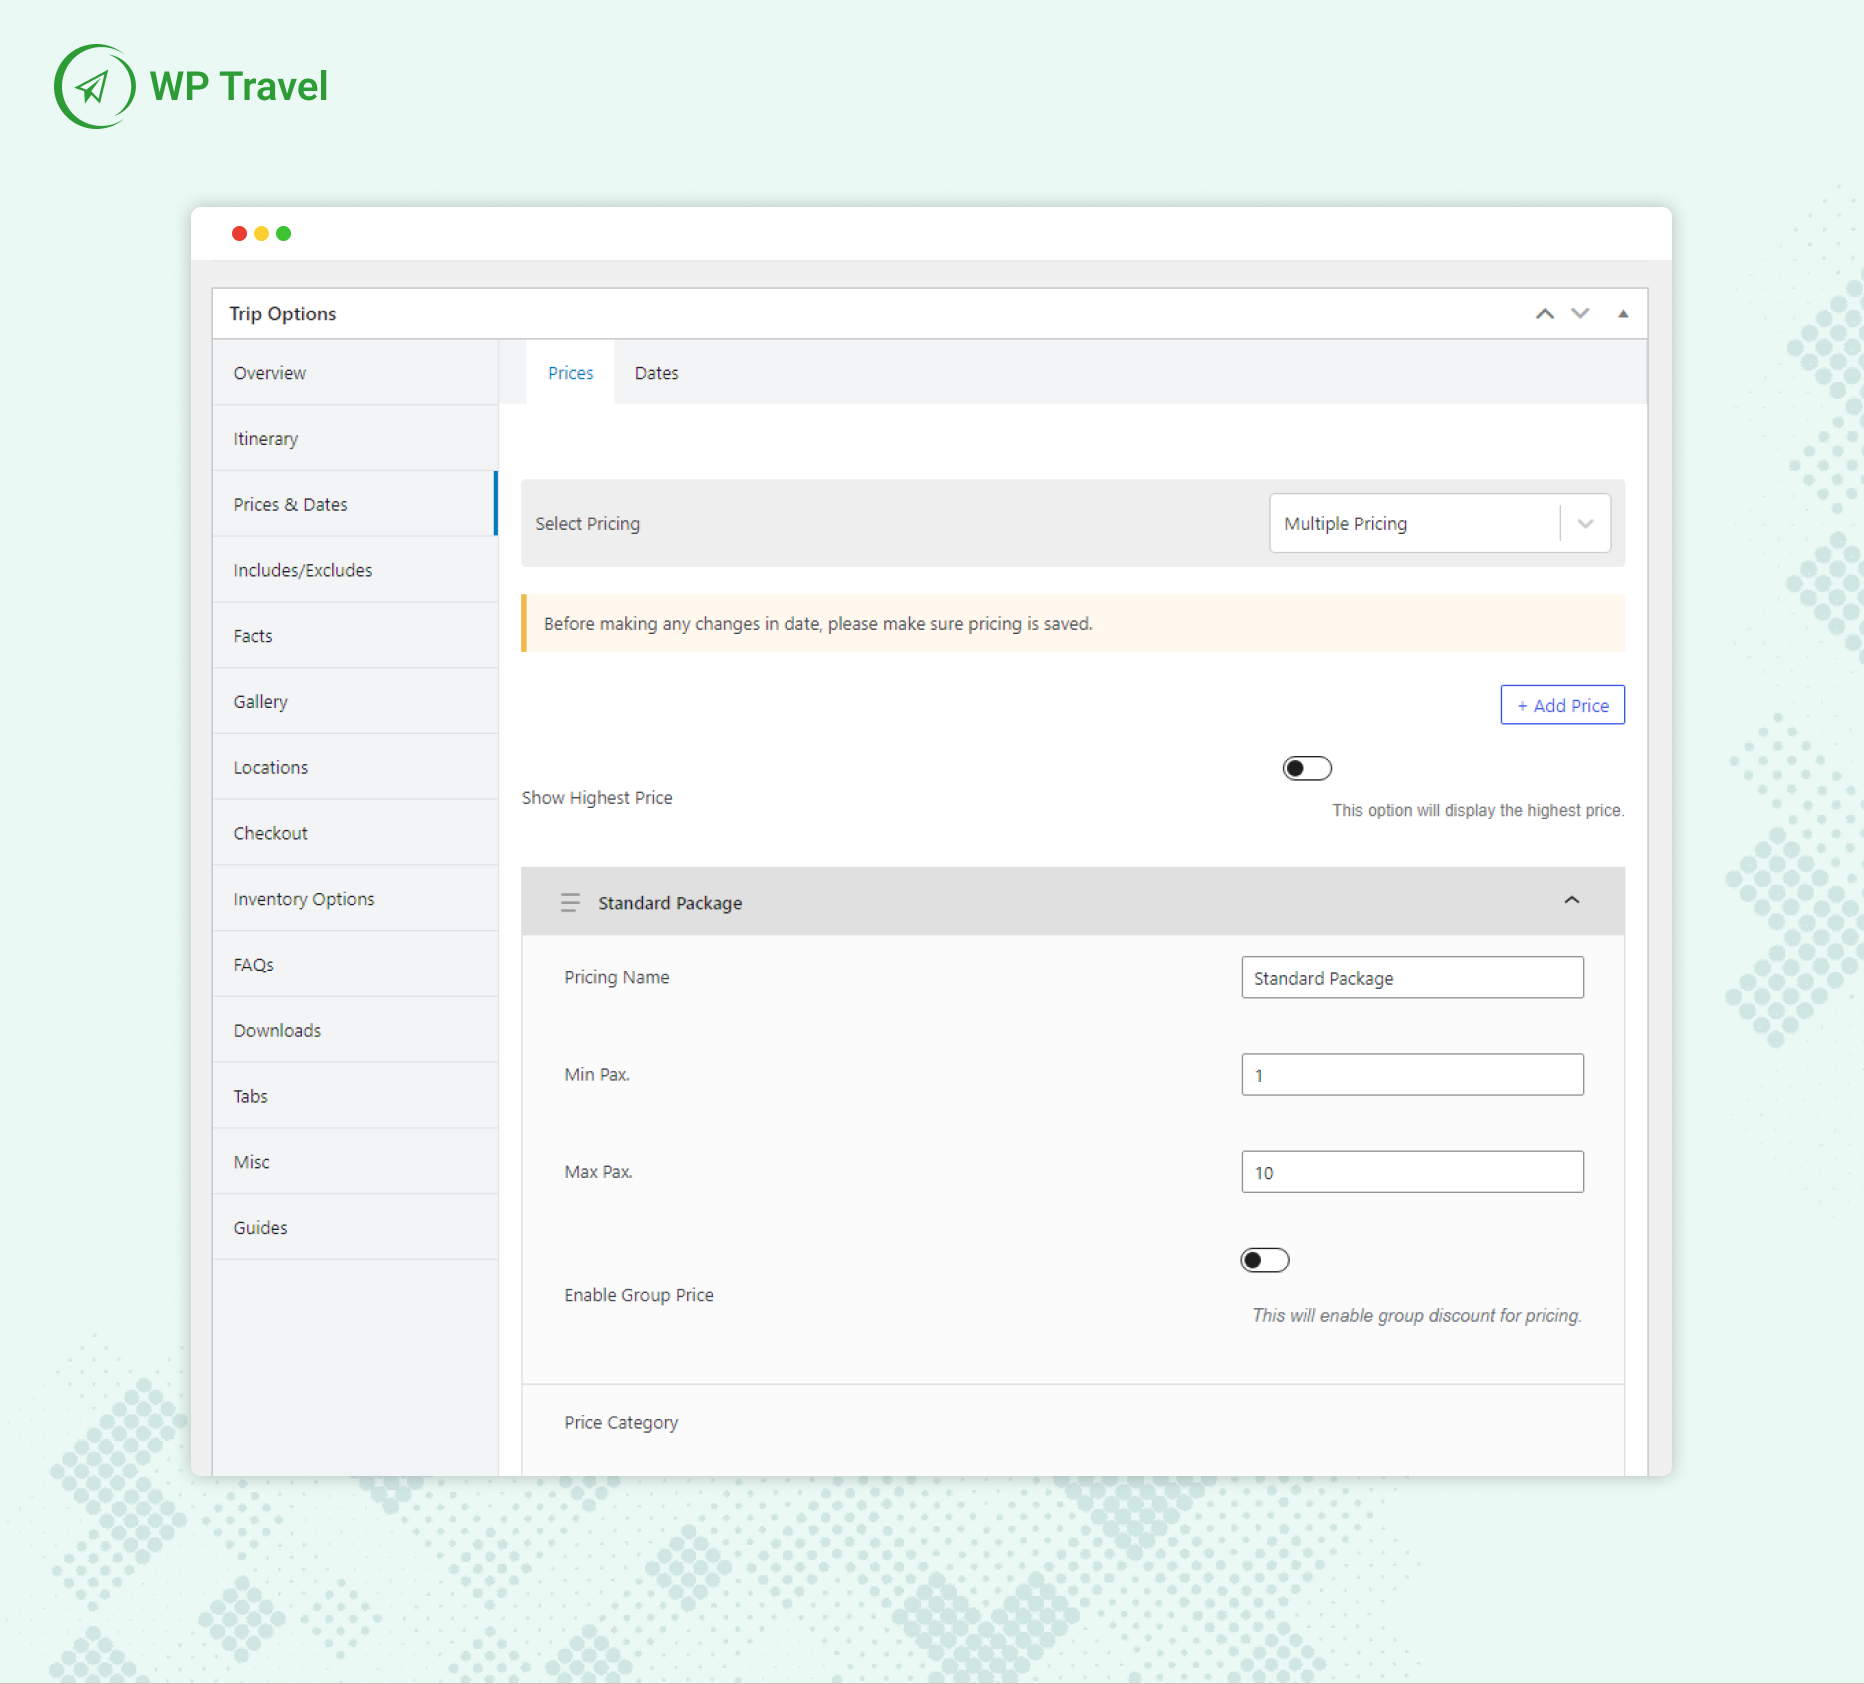 WP Travel
Trip Options
Overview
Itinerary
Prices & Dates
Includes/Excludes
Facts
Gallery
Locations
Checkout
Inventory Options
FAQs
Downloads
Tabs
Misc
Guides
Prices Dates
Select Pricing Multiple Pricing
Before making any changes in date, please make sure pricing is saved.
+ Add Price
Show Highest Price
This option will display the highest price.
Standard Package
Pricing Name Standard Package
Min Pax. 1
Max Pax. 10
Enable Group Price
This will enable group discount for pricing.
Price Category